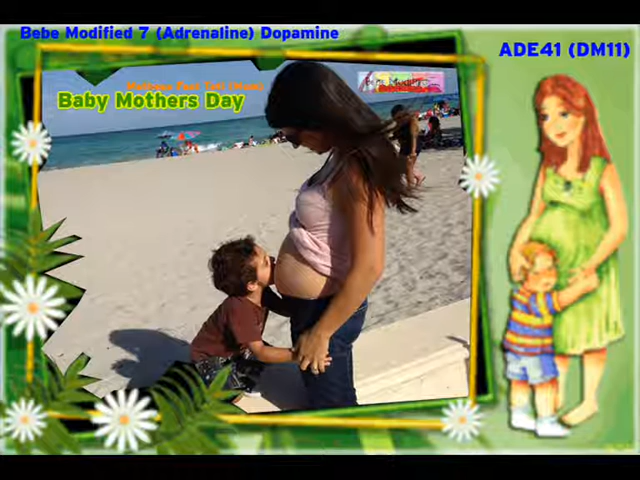 Bebe Modified 7 (Adrenaline) Dopamine
ADE41 (DM11)
Baby Mothers Day